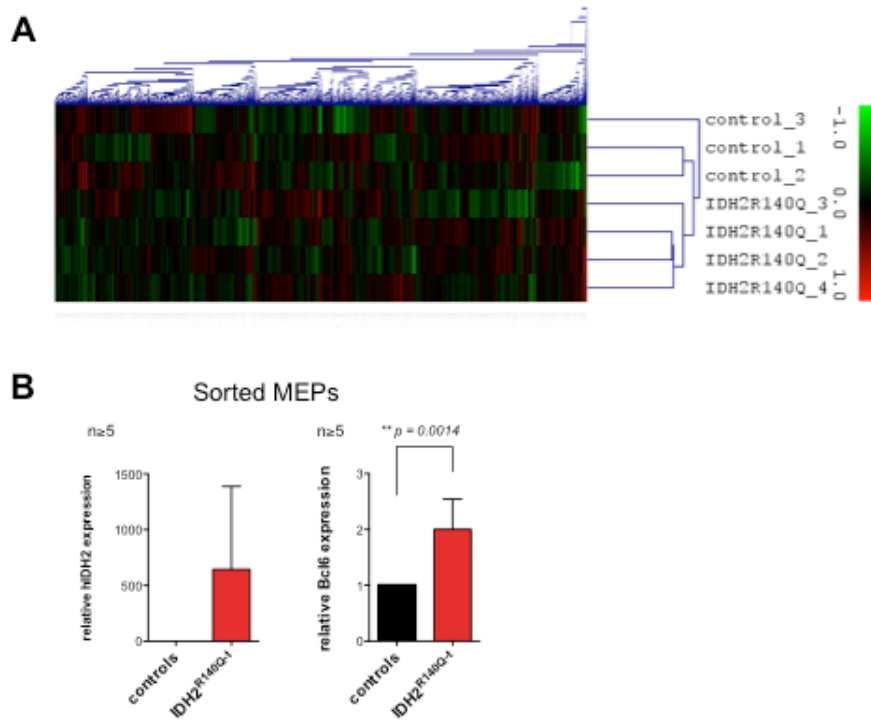 A
control_3
control_1
control_2
IDH2R140Q_3
IDH2R140Q_1
IDH2R140Q_2
IDH2R140Q_4
-1.0
0.0
1.0
B
Sorted MEPs
n≥5
relative hIDH2 expression
1500
1000
500
0
controls
IDH2R140Q-t
n≥5
** p = 0.0014
relative Bcl6 expression
3
2
1
0
controls
IDH2R140Q-t